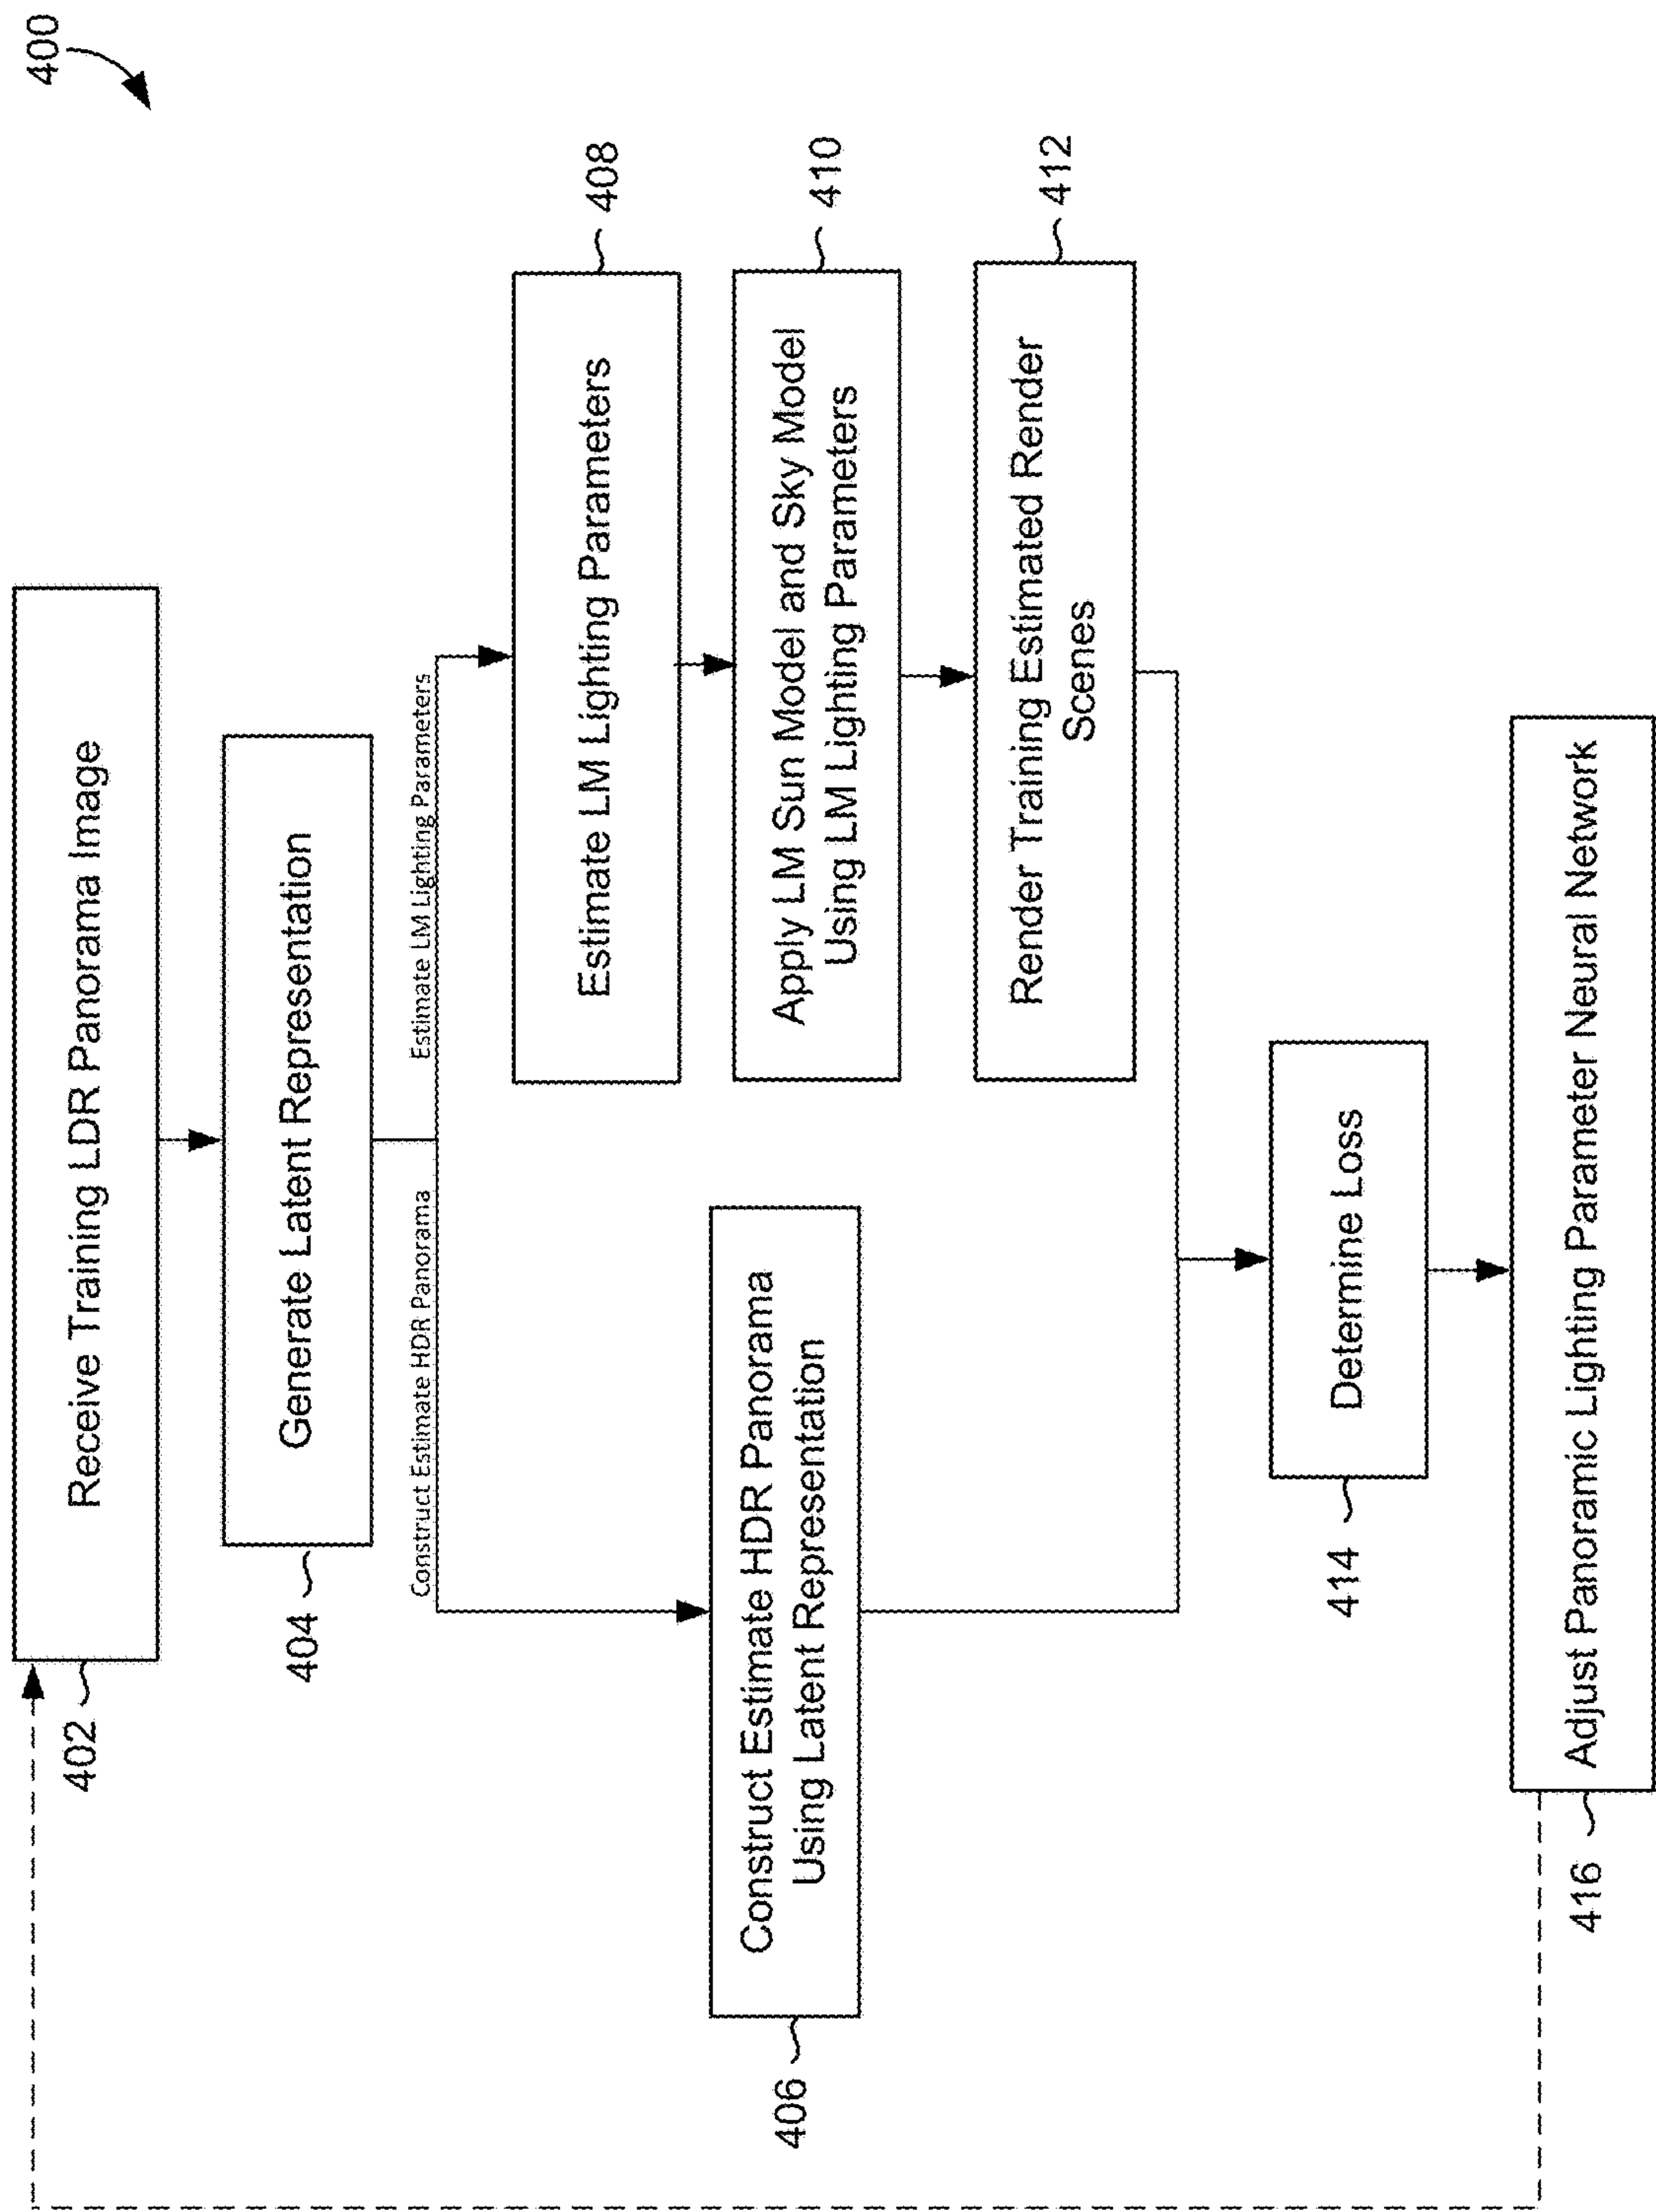 400
Receive Training LDR Panorama Image
402
Generate Latent Representation
404
Construct Estimate HDR Panorama
Estimate LM Lighting Parameters
Estimate LM Lighting Parameters
408
Construct Estimate HDR Panorama
Using Latent Representation
406
Apply LM Sun Model and Sky Model
Using LM Lighting Parameters
410
Render Training Estimated Render
Scenes
412
Determine Loss
414
Adjust Panoramic Lighting Parameter Neural Network
416